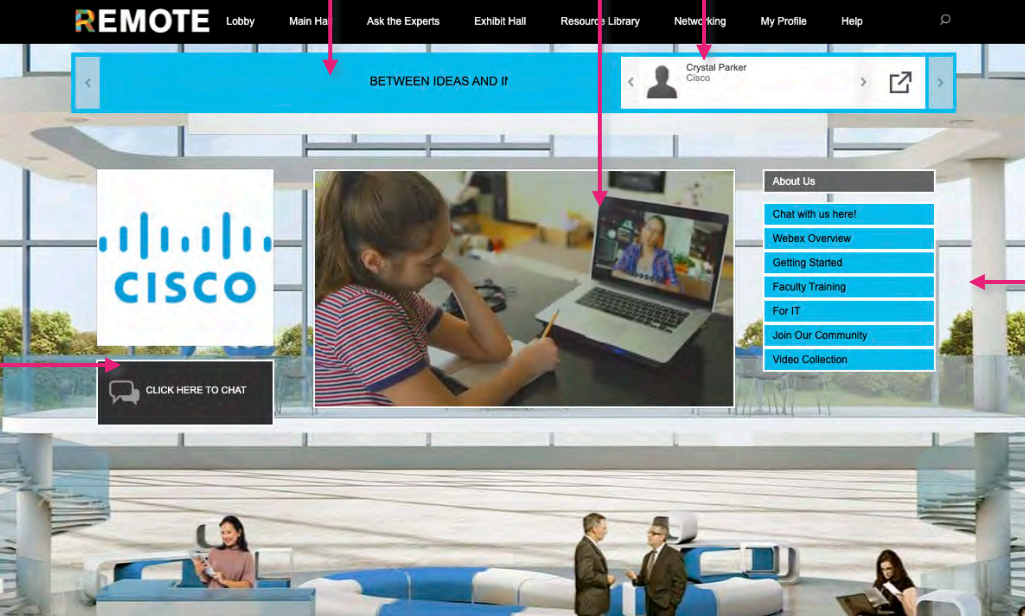 REMOTE
Lobby
Main Ha
Ask the Experts
Exhibit Hall
Resource Library
Networking
My Profile
Help
BETWEEN IDEAS AND IN
Crystal Parker
Cisco
CISCO
CLICK HERE TO CHAT
About Us
Chat with us here!
Webex Overview
Getting Started
Faculty Training
For IT
Join Our Community
Video Collection